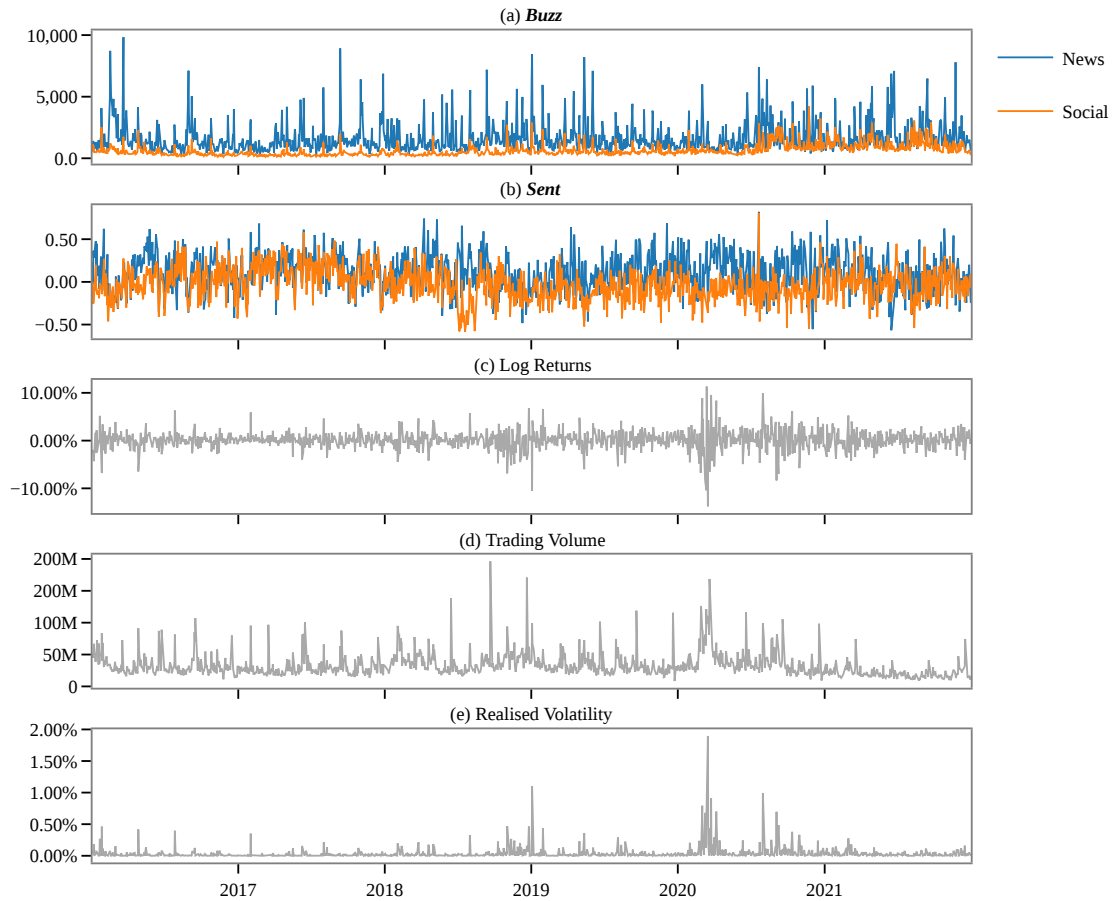 (a) Buzz
10,000
5,000
0.0
News
Social
(b) Sent
0.50
0.00
−0.50
(c) Log Returns
10.00%
0.00%
−10.00%
(d) Trading Volume
200M
200M
100M
50M
0
(e) Realised Volatility
2.00%
1.50%
1.00%
0.50%
0.00%
2017 2018 2019 2020 2021